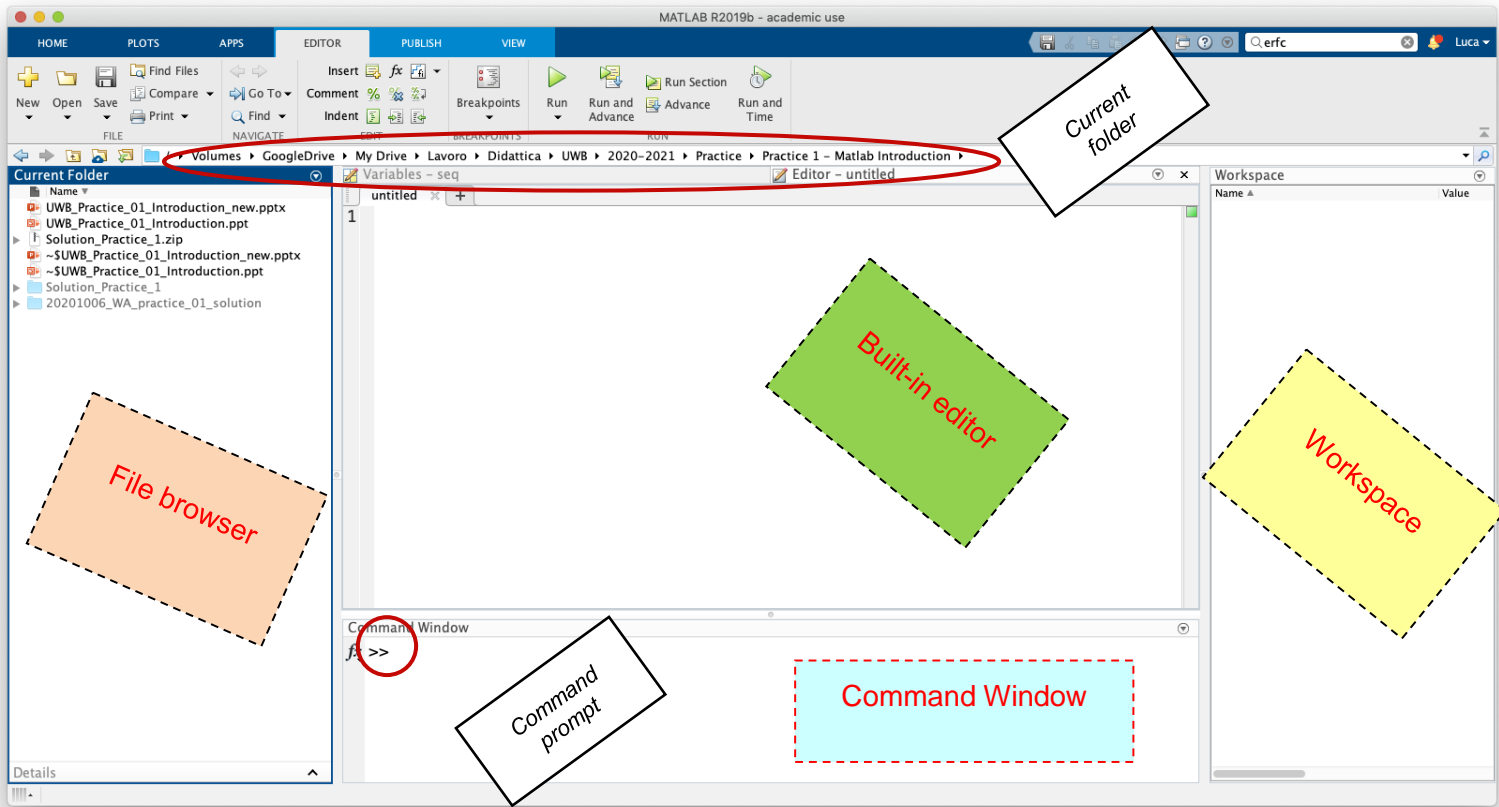 MATLAB R2019b - academic use
HOME PLOTS APPS EDITOR PUBLISH VIEW
erfc
Luca
Find Files
Insert fx
Compare
Go To
Comment %
Run Section
New Open Save
Breakpoints
Run
Run and Advance
Advance
Run and Time
Print
Find
Indent
FILE NAVIGATE EDIT BREAKPOINTS RUN
/ Volumes GoogleDrive My Drive Lavoro Didattica UWB 2020-2021 Practice Practice 1 - Matlab Introduction
Current
folder
Current Folder
Name
UWB_Practice_01_Introduction_new.pptx
UWB_Practice_01_Introduction.ppt
Solution_Practice_1.zip
~$UWB_Practice_01_Introduction_new.pptx
~$UWB_Practice_01_Introduction.ppt
Solution_Practice_1
20201006_WA_practice_01_solution
File browser
Details
Variables - seq
Editor - untitled
untitled
1
Built-in editor
Command Window
fx >>
Command
prompt
Command Window
Workspace
Name Value
Workspace